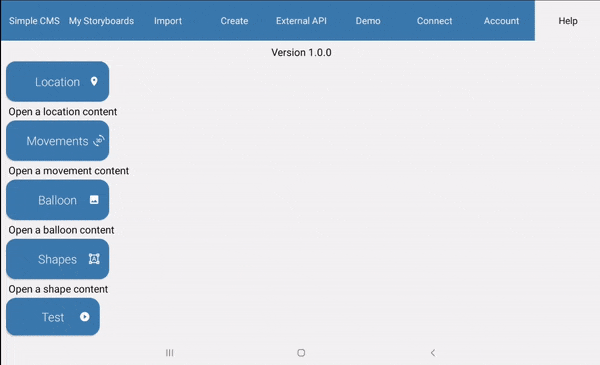 Simple CMS My Storyboards Import Create External API Demo Connect Account Help
Version 1.0.0
Location
Open a location content
Movements
Open a movement content
Balloon
Open a balloon content
Shapes
Open a shape content
Test